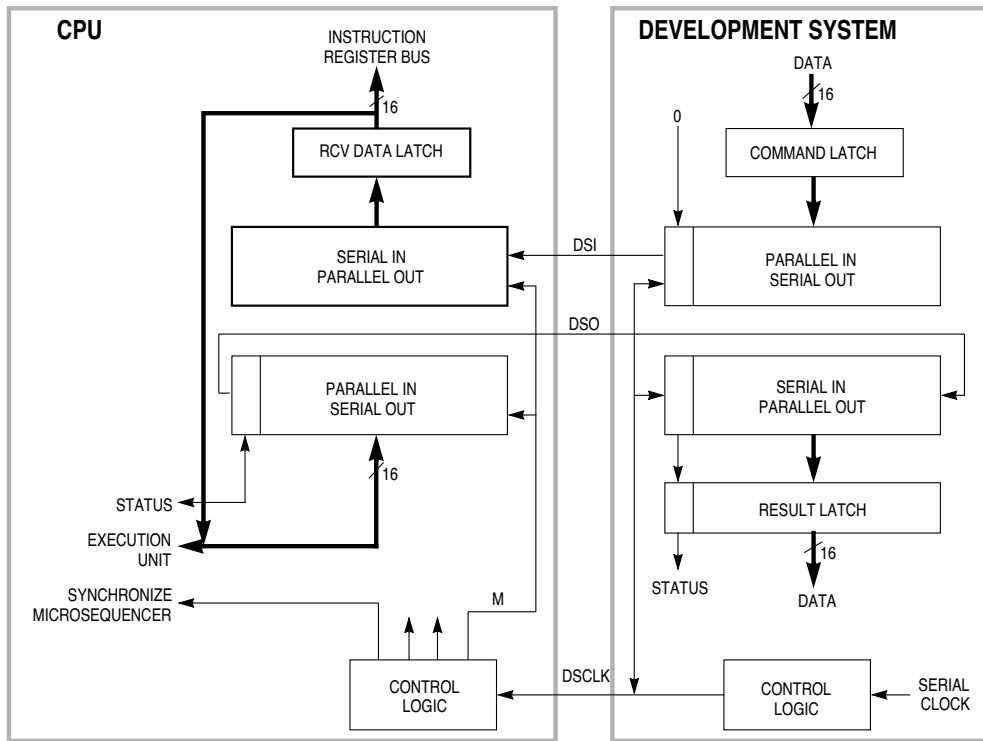 CPU
INSTRUCTION
REGISTER BUS
16
RCV DATA LATCH
SERIAL IN
PARALLEL OUT
PARALLEL IN
SERIAL OUT
16
STATUS
EXECUTION
UNIT
SYNCHRONIZE
MICROSEQUENCER
M
CONTROL
LOGIC
DSI
DSO
DSCLK
DEVELOPMENT SYSTEM
DATA
16
0
COMMAND LATCH
PARALLEL IN
SERIAL OUT
SERIAL IN
PARALLEL OUT
RESULT LATCH
16
STATUS
DATA
CONTROL
LOGIC
SERIAL
CLOCK